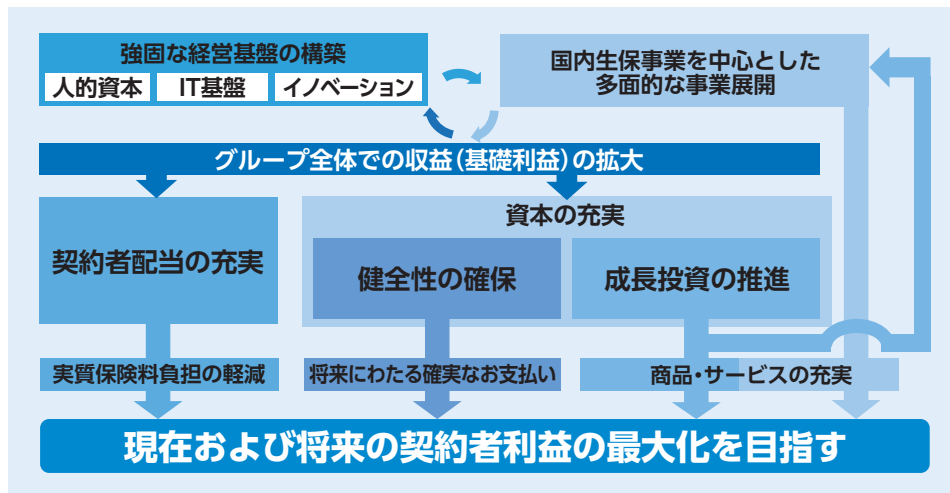 強固な経営基盤の構築
人的資本 IT基盤 イノベーション
国内生保事業を中心とした
多面的な事業展開
グループ全体での収益（基礎利益）の拡大
契約者配当の充実
資本の充実
健全性の確保
成長投資の推進
実質保険料負担の軽減
将来にわたる確実なお支払い
商品・サービスの充実
現在および将来の契約者利益の最大化を目指す